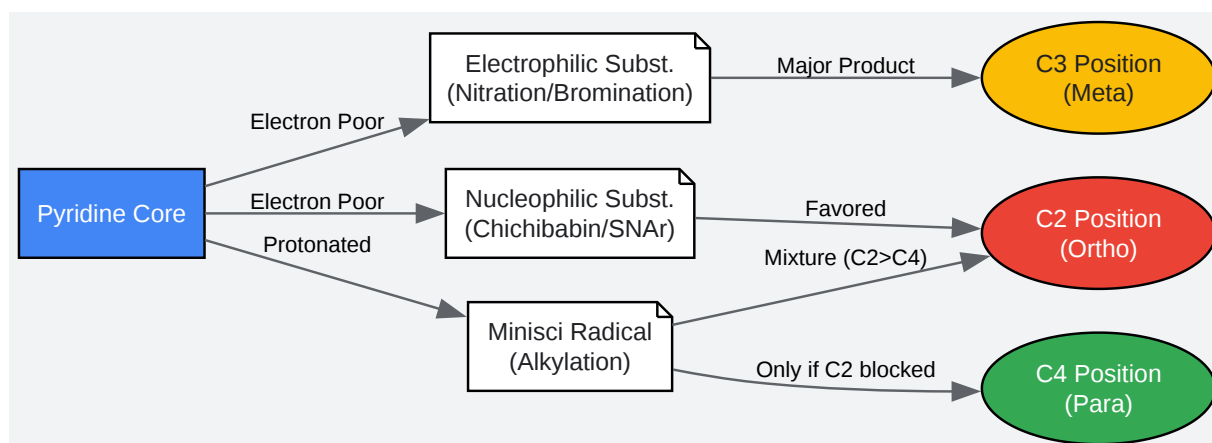 Electrophilic Subst.
(Nitration/Bromination)
Major Product
C3 Position
(Meta)
Electron Poor
Pyridine Core
Electron Poor
Nucleophilic Subst.
(Chichibabin/SNAr)
Favored
C2 Position
(Ortho)
Protonated
Mixture (C2>C4)
Minisci Radical
(Alkylation)
Only if C2 blocked
C4 Position
(Para)